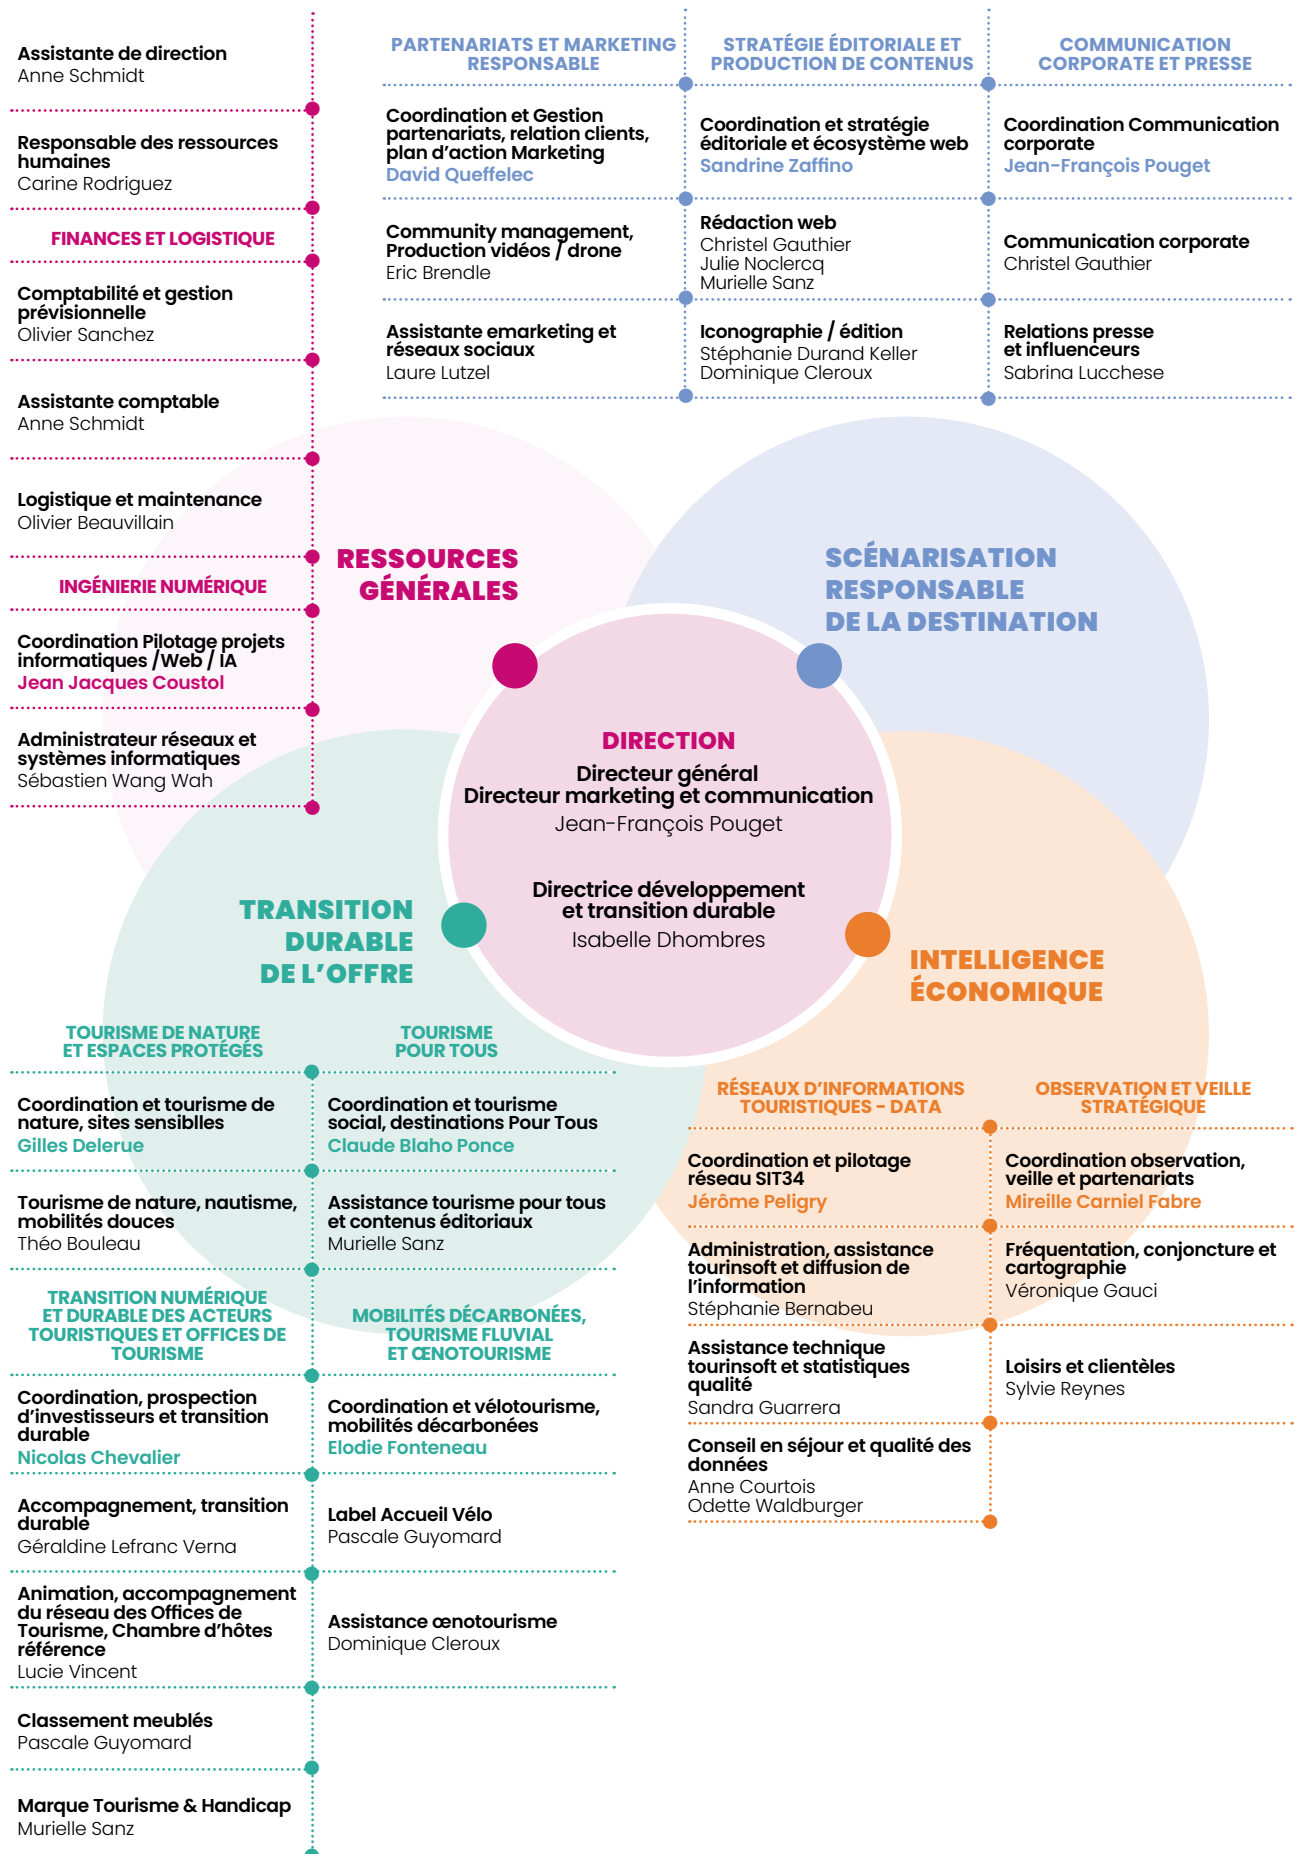 Assistante de direction
Anne Schmidt
Responsable des ressources
humaines
Carine Rodriguez
FINANCES ET LOGISTIQUE
Comptabilité et gestion
prévisionnelle
Olivier Sanchez
Assistante comptable
Anne Schmidt
Logistique et maintenance
Olivier Beauvillain
INGÉNIERIE NUMÉRIQUE
Coordination Pilotage projets
informatiques /Web / IA
Jean Jacques Coustol
Administrateur réseaux et
systèmes informatiques
Sébastien Wang Wah
PARTENARIATS ET MARKETING
RESPONSABLE
Coordination et Gestion
partenariats, relation clients,
plan d'action Marketing
David Queffelec
Community management,
Production vidéos / drone
Eric Brendle
Assistante emarketing et
réseaux sociaux
Laure Lutzel
STRATÉGIE ÉDITORIALE ET
PRODUCTION DE CONTENUS
Coordination et stratégie
éditoriale et écosystème web
Sandrine Zaffino
Rédaction web
Christel Gauthier
Julie Noclercq
Murielle Sanz
Iconographie / édition
Stéphanie Durand Keller
Dominique Cleroux
COMMUNICATION
CORPORATE ET PRESSE
Coordination Communication
corporate
Jean-François Pouget
Communication corporate
Christel Gauthier
Relations presse
et influenceurs
Sabrina Lucchese
RESSOURCES
GÉNÉRALES
SCÉNARISATION
RESPONSABLE
DE LA DESTINATION
DIRECTION
Directeur général
Directeur marketing et communication
Jean-François Pouget
Directrice développement
et transition durable
Isabelle Dhombres
TRANSITION
DURABLE
DE L'OFFRE
INTELLIGENCE
ÉCONOMIQUE
TOURISME DE NATURE
ET ESPACES PROTÉGÉS
Coordination et tourisme de
nature, sites sensiblles
Gilles Delerue
Tourisme de nature, nautisme,
mobilités douces
Théo Bouleau
TOURISME
POUR TOUS
Coordination et tourisme
social, destinations Pour Tous
Claude Blaho Ponce
Assistance tourisme pour tous
et contenus éditoriaux
Murielle Sanz
TRANSITION NUMÉRIQUE
ET DURABLE DES ACTEURS
TOURISTIQUES ET OFFICES DE
TOURISME
Coordination, prospection
d'investisseurs et transition
durable
Nicolas Chevalier
Accompagnement, transition
durable
Géraldine Lefranc Verna
Animation, accompagnement
du réseau des Offices de
Tourisme, Chambre d'hôtes
référence
Lucie Vincent
Classement meublés
Pascale Guyomard
Marque Tourisme & Handicap
Murielle Sanz
MOBILITÉS DÉCARBONÉES,
TOURISME FLUVIAL
ET ŒNOTOURISME
Coordination et vélotourisme,
mobilités décarbonées
Elodie Fonteneau
Label Accueil Vélo
Pascale Guyomard
Assistance œnotourisme
Dominique Cleroux
RÉSEAUX D'INFORMATIONS
TOURISTIQUES - DATA
Coordination et pilotage
réseau SIT34
Jérôme Peligry
Administration, assistance
tourinsoft et diffusion de
l'information
Stéphanie Bernabeu
Assistance technique
tourinsoft et statistiques
qualité
Sandra Guarrera
Conseil en séjour et qualité des
données
Anne Courtois
Odette Waldburger
OBSERVATION ET VEILLE
STRATÉGIQUE
Coordination observation,
veille et partenariats
Mireille Carniel Fabre
Fréquentation, conjoncture et
cartographie
Véronique Gauci
Loisirs et clientèles
Sylvie Reynes